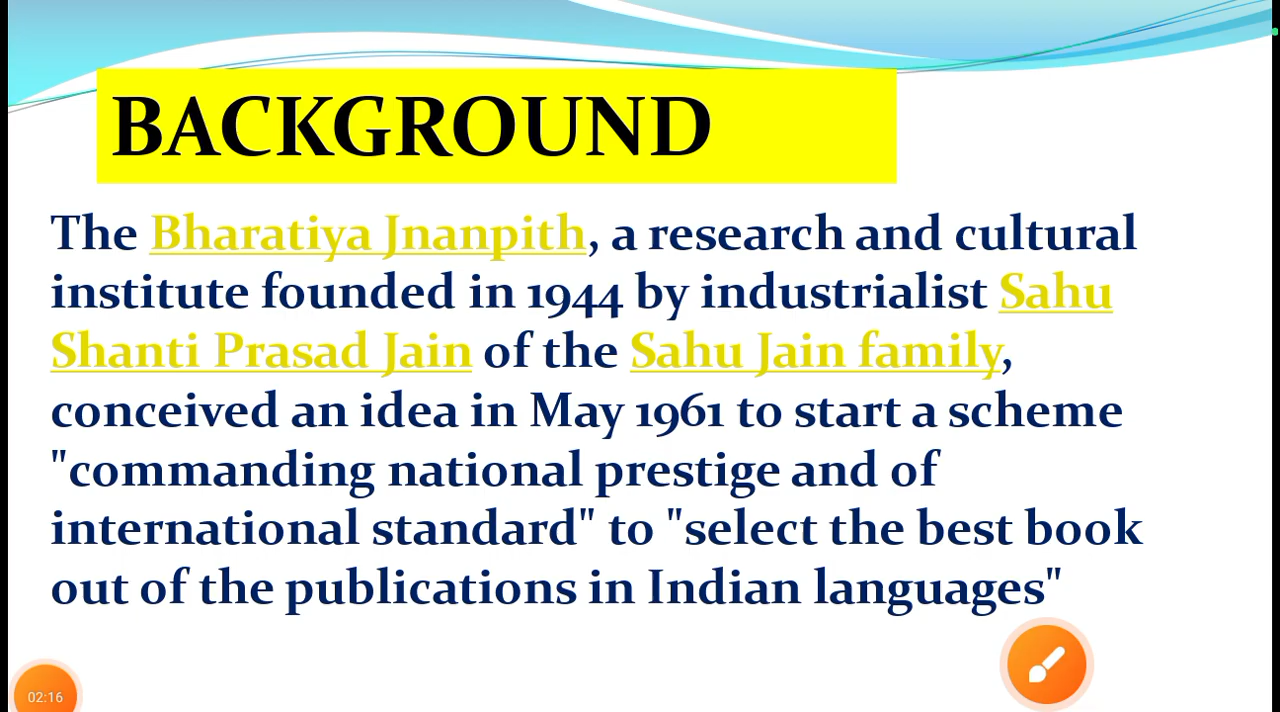 BACKGROUND
The Bharatiya Jnanpith, a research and cultural
institute founded in 1944 by industrialist Sahu
Shanti Prasad Jain of the Sahu Jain family,
conceived an idea in May 1961 to start a scheme
"commanding national prestige and of
international standard" to "select the best book
out of the publications in Indian languages"
02:16